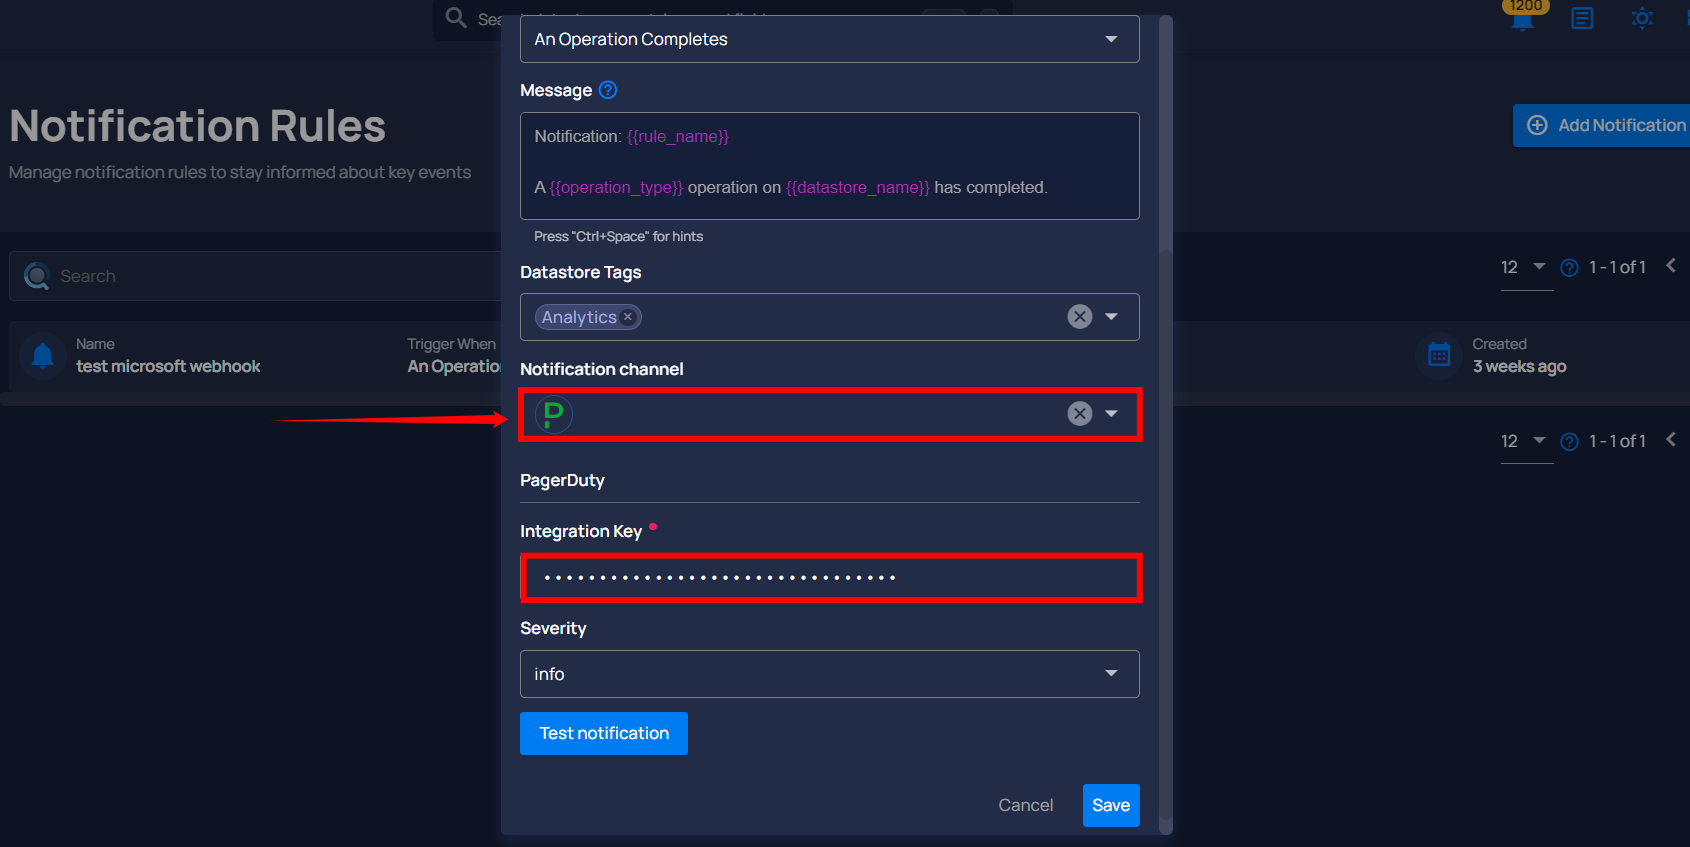 1200
Sea
An Operation Completes
Message
Notification Rules
Add Notification
Notification: {{rule_name}}
Manage notification rules to stay informed about key events
A {{operation_type}} operation on {{datastore_name}} has completed.
Press "Ctrl+Space" for hints
Datastore Tags
Search
12 1 - 1 of 1
Analytics
Name
test microsoft webhook
Trigger When
An Operatio
Created
3 weeks ago
Notification channel
P
12 1 - 1 of 1
PagerDuty
Integration Key
Severity
info
Test notification
Cancel Save